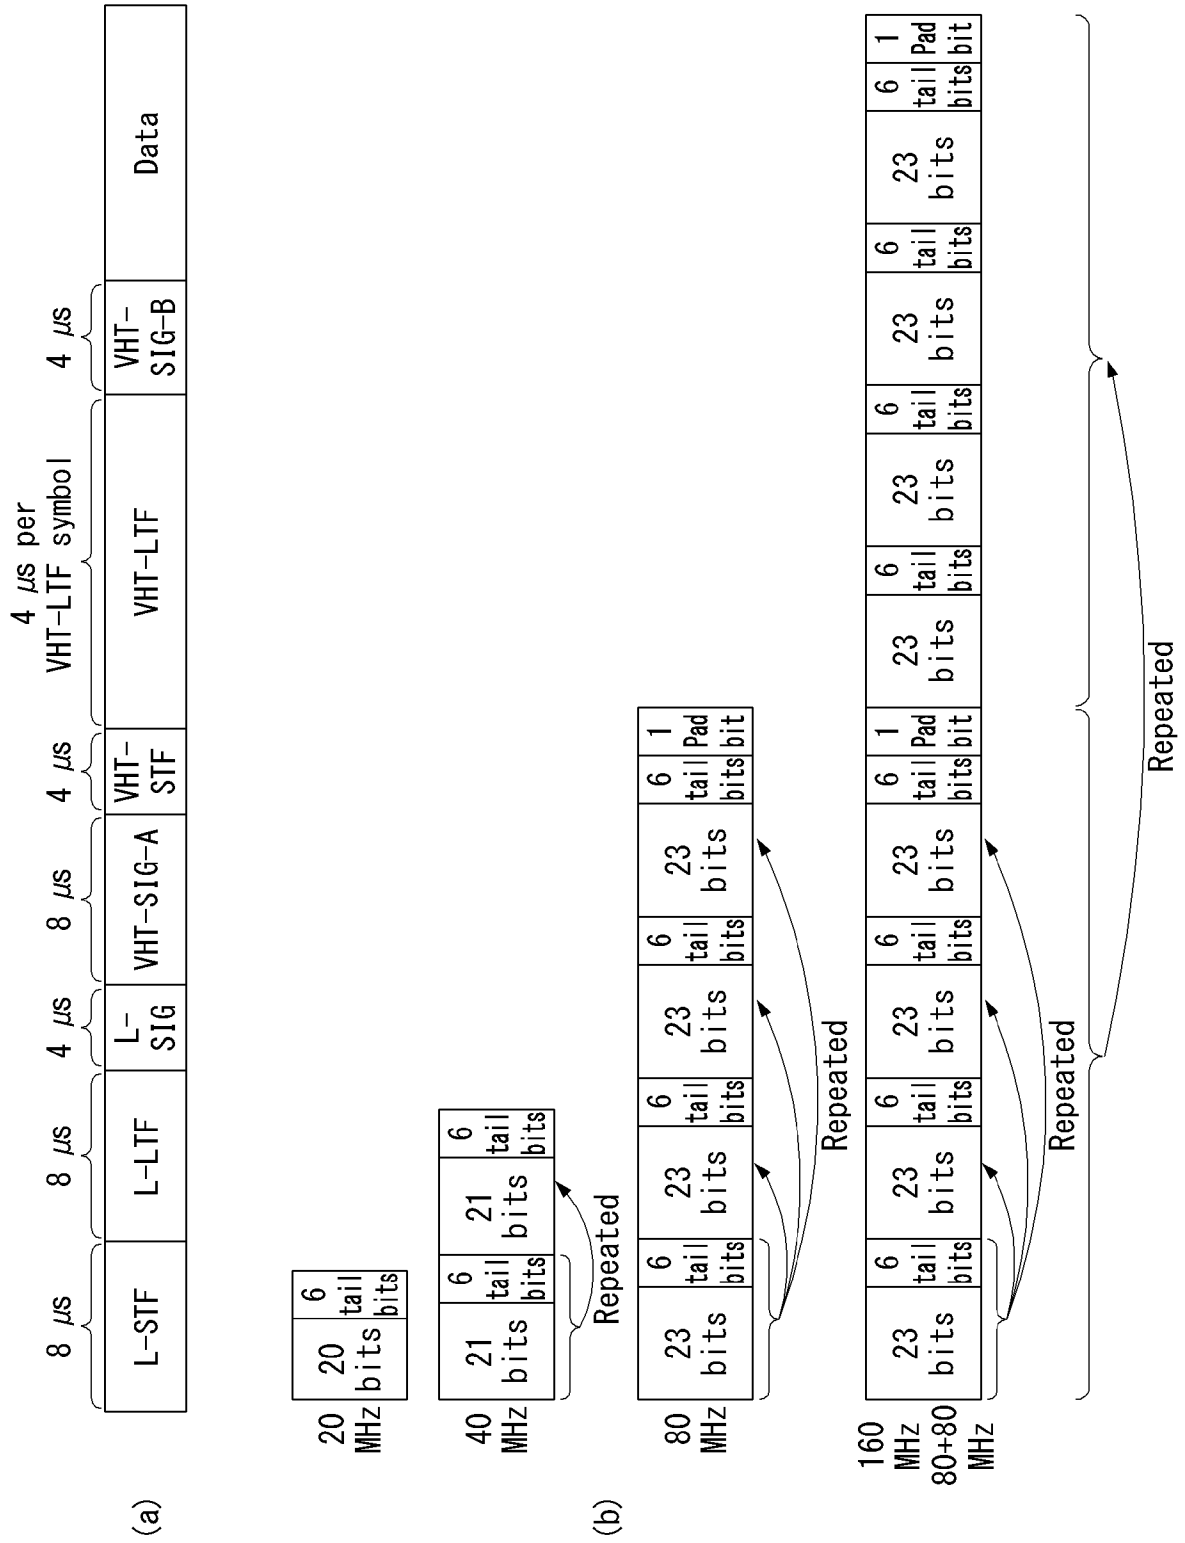 (a)
8 μs
8 μs
4 μs
8 μs
4 μs
4 μs per
VHT-LTF symbol
4 μs
L-STF
L-LTF
L-
SIG
VHT-SIG-A
VHT-
STF
VHT-LTF
VHT-
SIG-B
Data
(b)
20
MHz
20
bits
6
tail
bits
40
MHz
21
bits
6
tail
bits
21
bits
6
tail
bits
Repeated
80
MHz
23
bits
6
tail
bits
23
bits
6
tail
bits
23
bits
6
tail
bits
23
bits
6
tail
bits
1
Pad
bit
Repeated
160
MHz
80+80
MHz
23
bits
6
tail
bits
23
bits
6
tail
bits
23
bits
6
tail
bits
23
bits
6
tail
bits
1
Pad
bit
23
bits
6
tail
bits
23
bits
6
tail
bits
23
bits
6
tail
bits
23
bits
6
tail
bits
1
Pad
bit
Repeated
Repeated